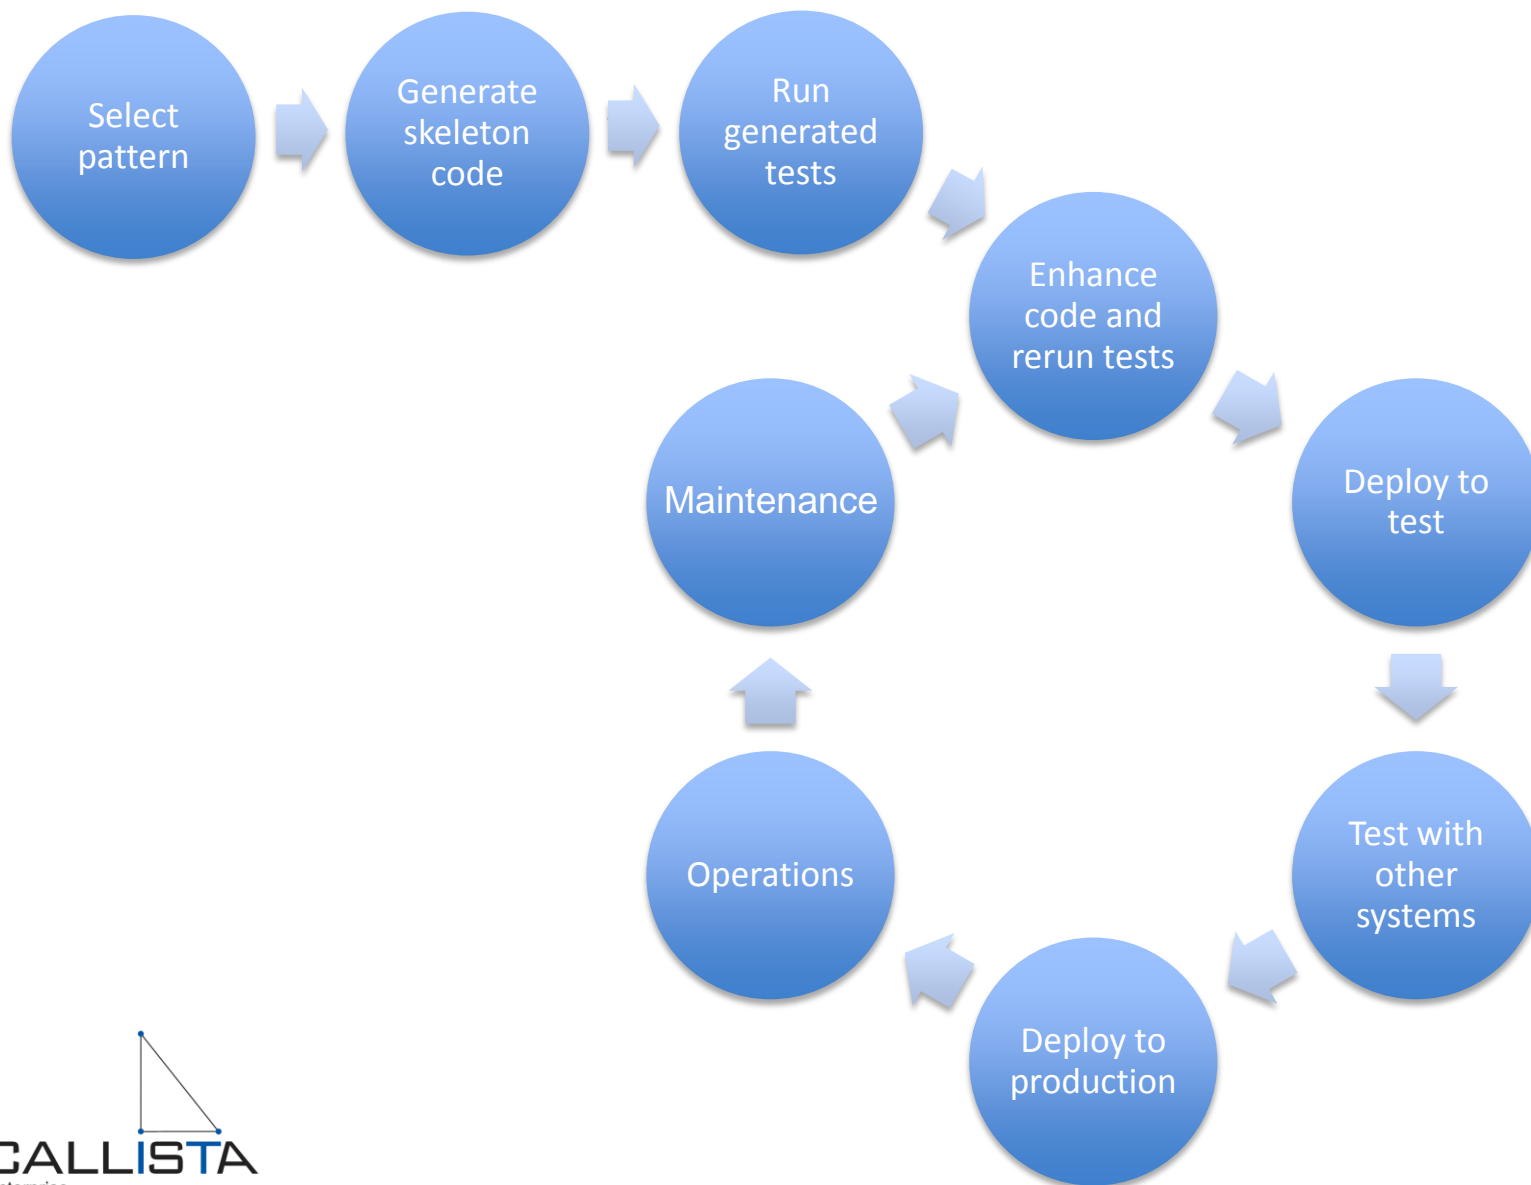 Select
pattern
Generate
skeleton
code
Run
generated
tests
Enhance
code and
rerun tests
Deploy to
test
Test with
other
systems
Deploy to
production
Operations
Maintenance
CALLISTA